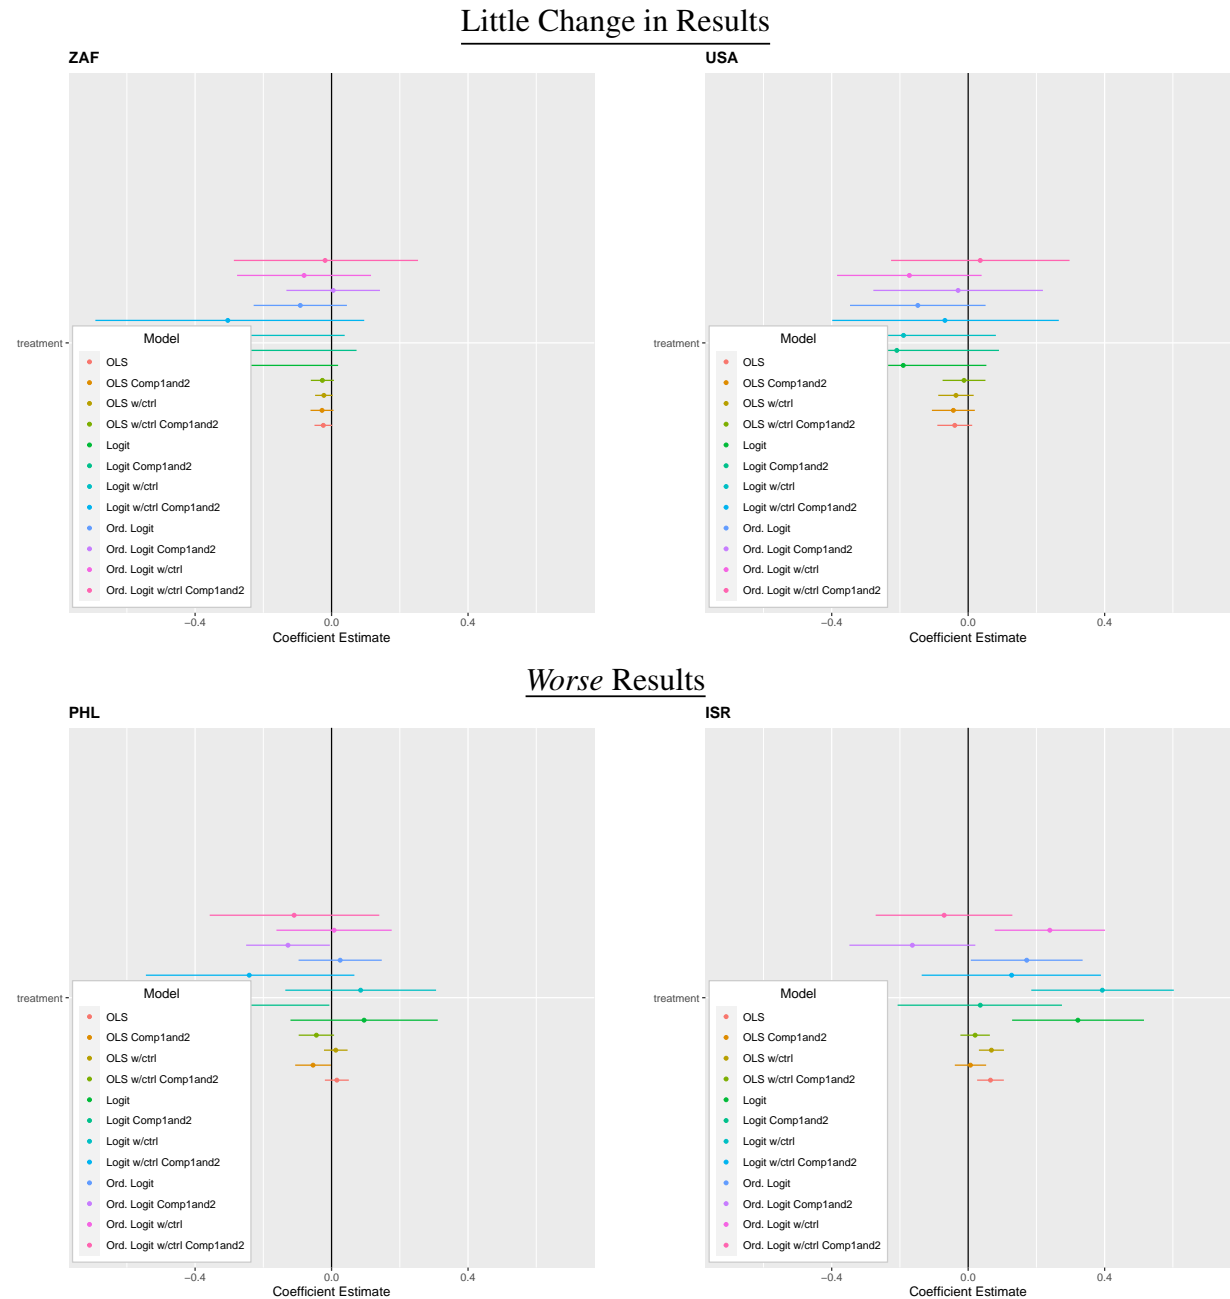 Little Change in Results
ZAF
treatment
Model
OLS
OLS Comp1and2
OLS w/ctrl
OLS w/ctrl Comp1and2
Logit
Logit Comp1and2
Logit w/ctrl
Logit w/ctrl Comp1and2
Ord. Logit
Ord. Logit Comp1and2
Ord. Logit w/ctrl
Ord. Logit w/ctrl Comp1and2
−0.4 0.0 0.4
Coefficient Estimate
USA
treatment
Model
OLS
OLS Comp1and2
OLS w/ctrl
OLS w/ctrl Comp1and2
Logit
Logit Comp1and2
Logit w/ctrl
Logit w/ctrl Comp1and2
Ord. Logit
Ord. Logit Comp1and2
Ord. Logit w/ctrl
Ord. Logit w/ctrl Comp1and2
−0.4 0.0 0.4
Coefficient Estimate
Worse Results
PHL
treatment
Model
OLS
OLS Comp1and2
OLS w/ctrl
OLS w/ctrl Comp1and2
Logit
Logit Comp1and2
Logit w/ctrl
Logit w/ctrl Comp1and2
Ord. Logit
Ord. Logit Comp1and2
Ord. Logit w/ctrl
Ord. Logit w/ctrl Comp1and2
−0.4 0.0 0.4
Coefficient Estimate
ISR
treatment
Model
OLS
OLS Comp1and2
OLS w/ctrl
OLS w/ctrl Comp1and2
Logit
Logit Comp1and2
Logit w/ctrl
Logit w/ctrl Comp1and2
Ord. Logit
Ord. Logit Comp1and2
Ord. Logit w/ctrl
Ord. Logit w/ctrl Comp1and2
−0.4 0.0 0.4
Coefficient Estimate